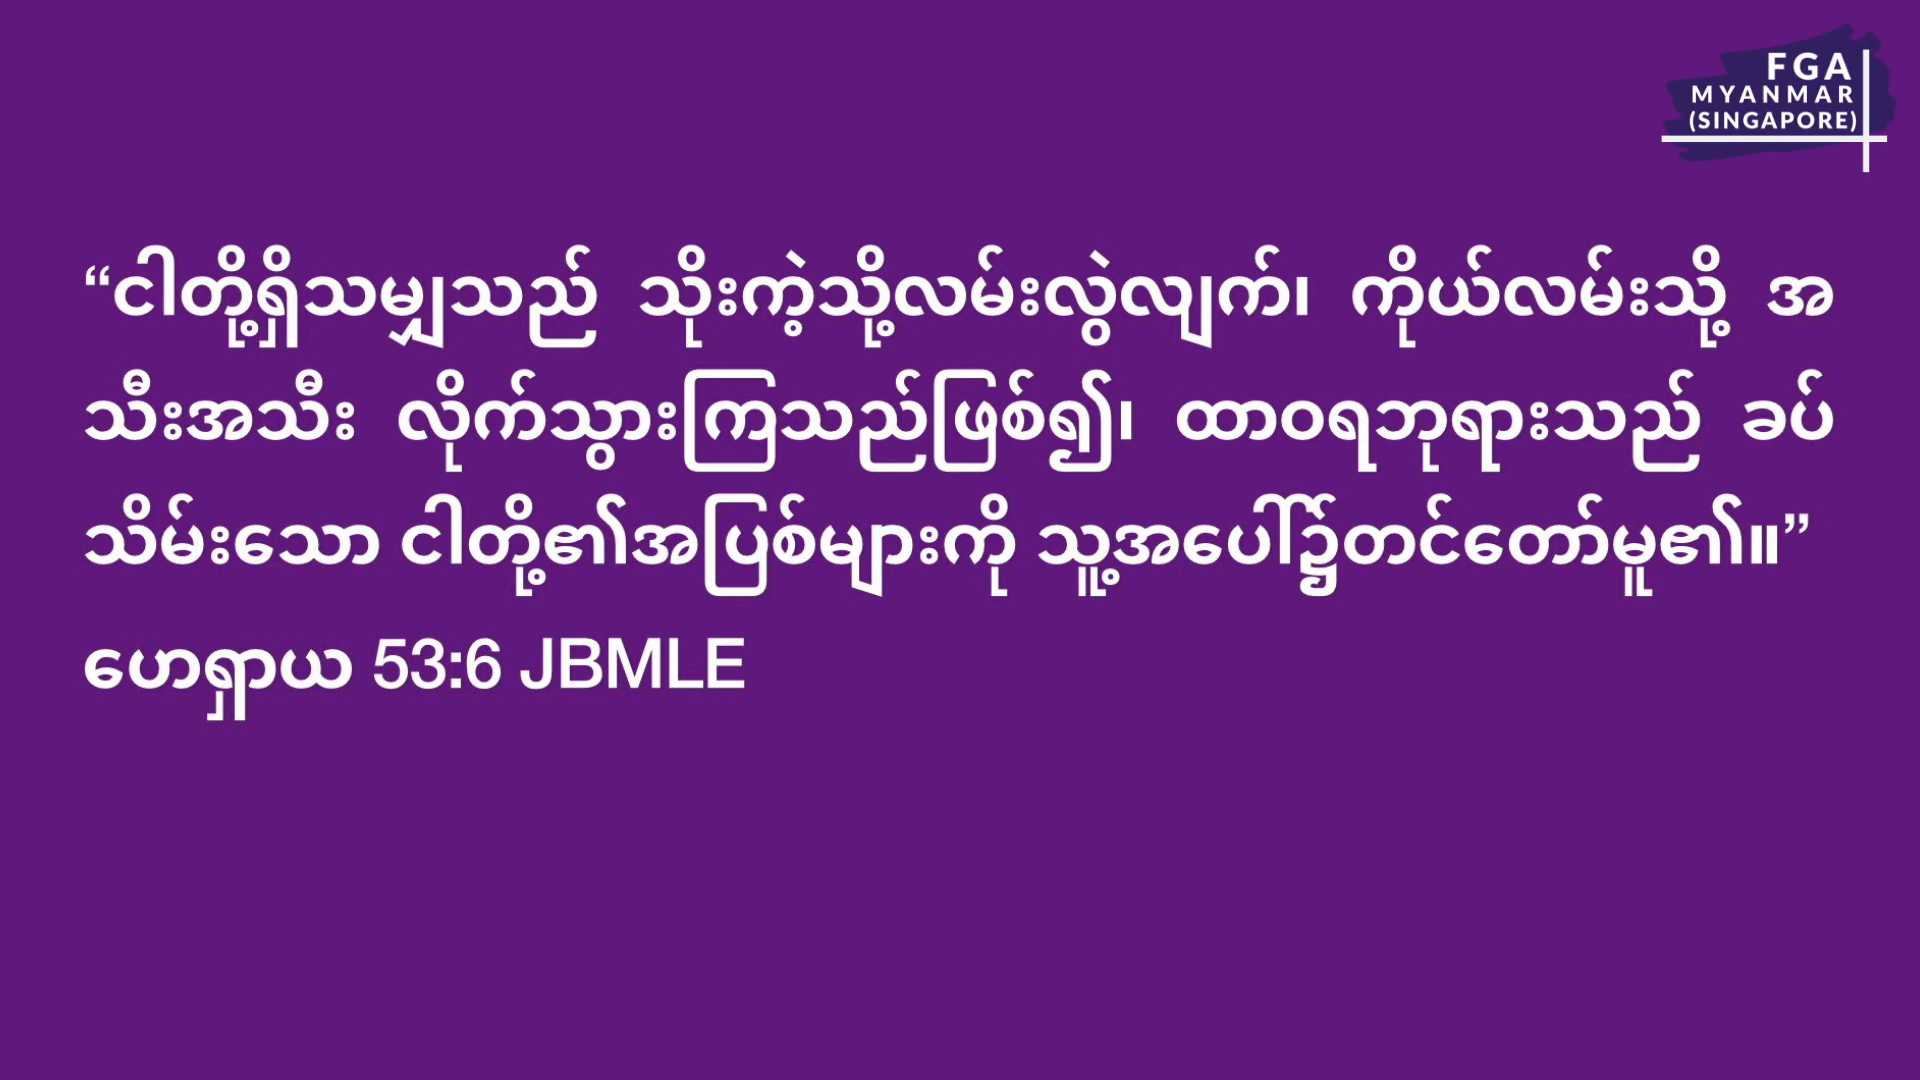 FGA
MYANMAR
(SINGAPORE)
“ငါတို့ရှိသမျှသည် သိုးကဲ့သို့လမ်းလွဲလျက်၊ ကိုယ်လမ်းသို့ အ
သီးအသီး လိုက်သွားကြသည်ဖြစ်၍၊ ထာဝရဘုရားသည် ခပ်
သိမ်းသော ငါတို့၏အပြစ်များကို သူ့အပေါ်၌တင်တော်မူ၏။”
ဟေရှာယ 53:6 JBMLE